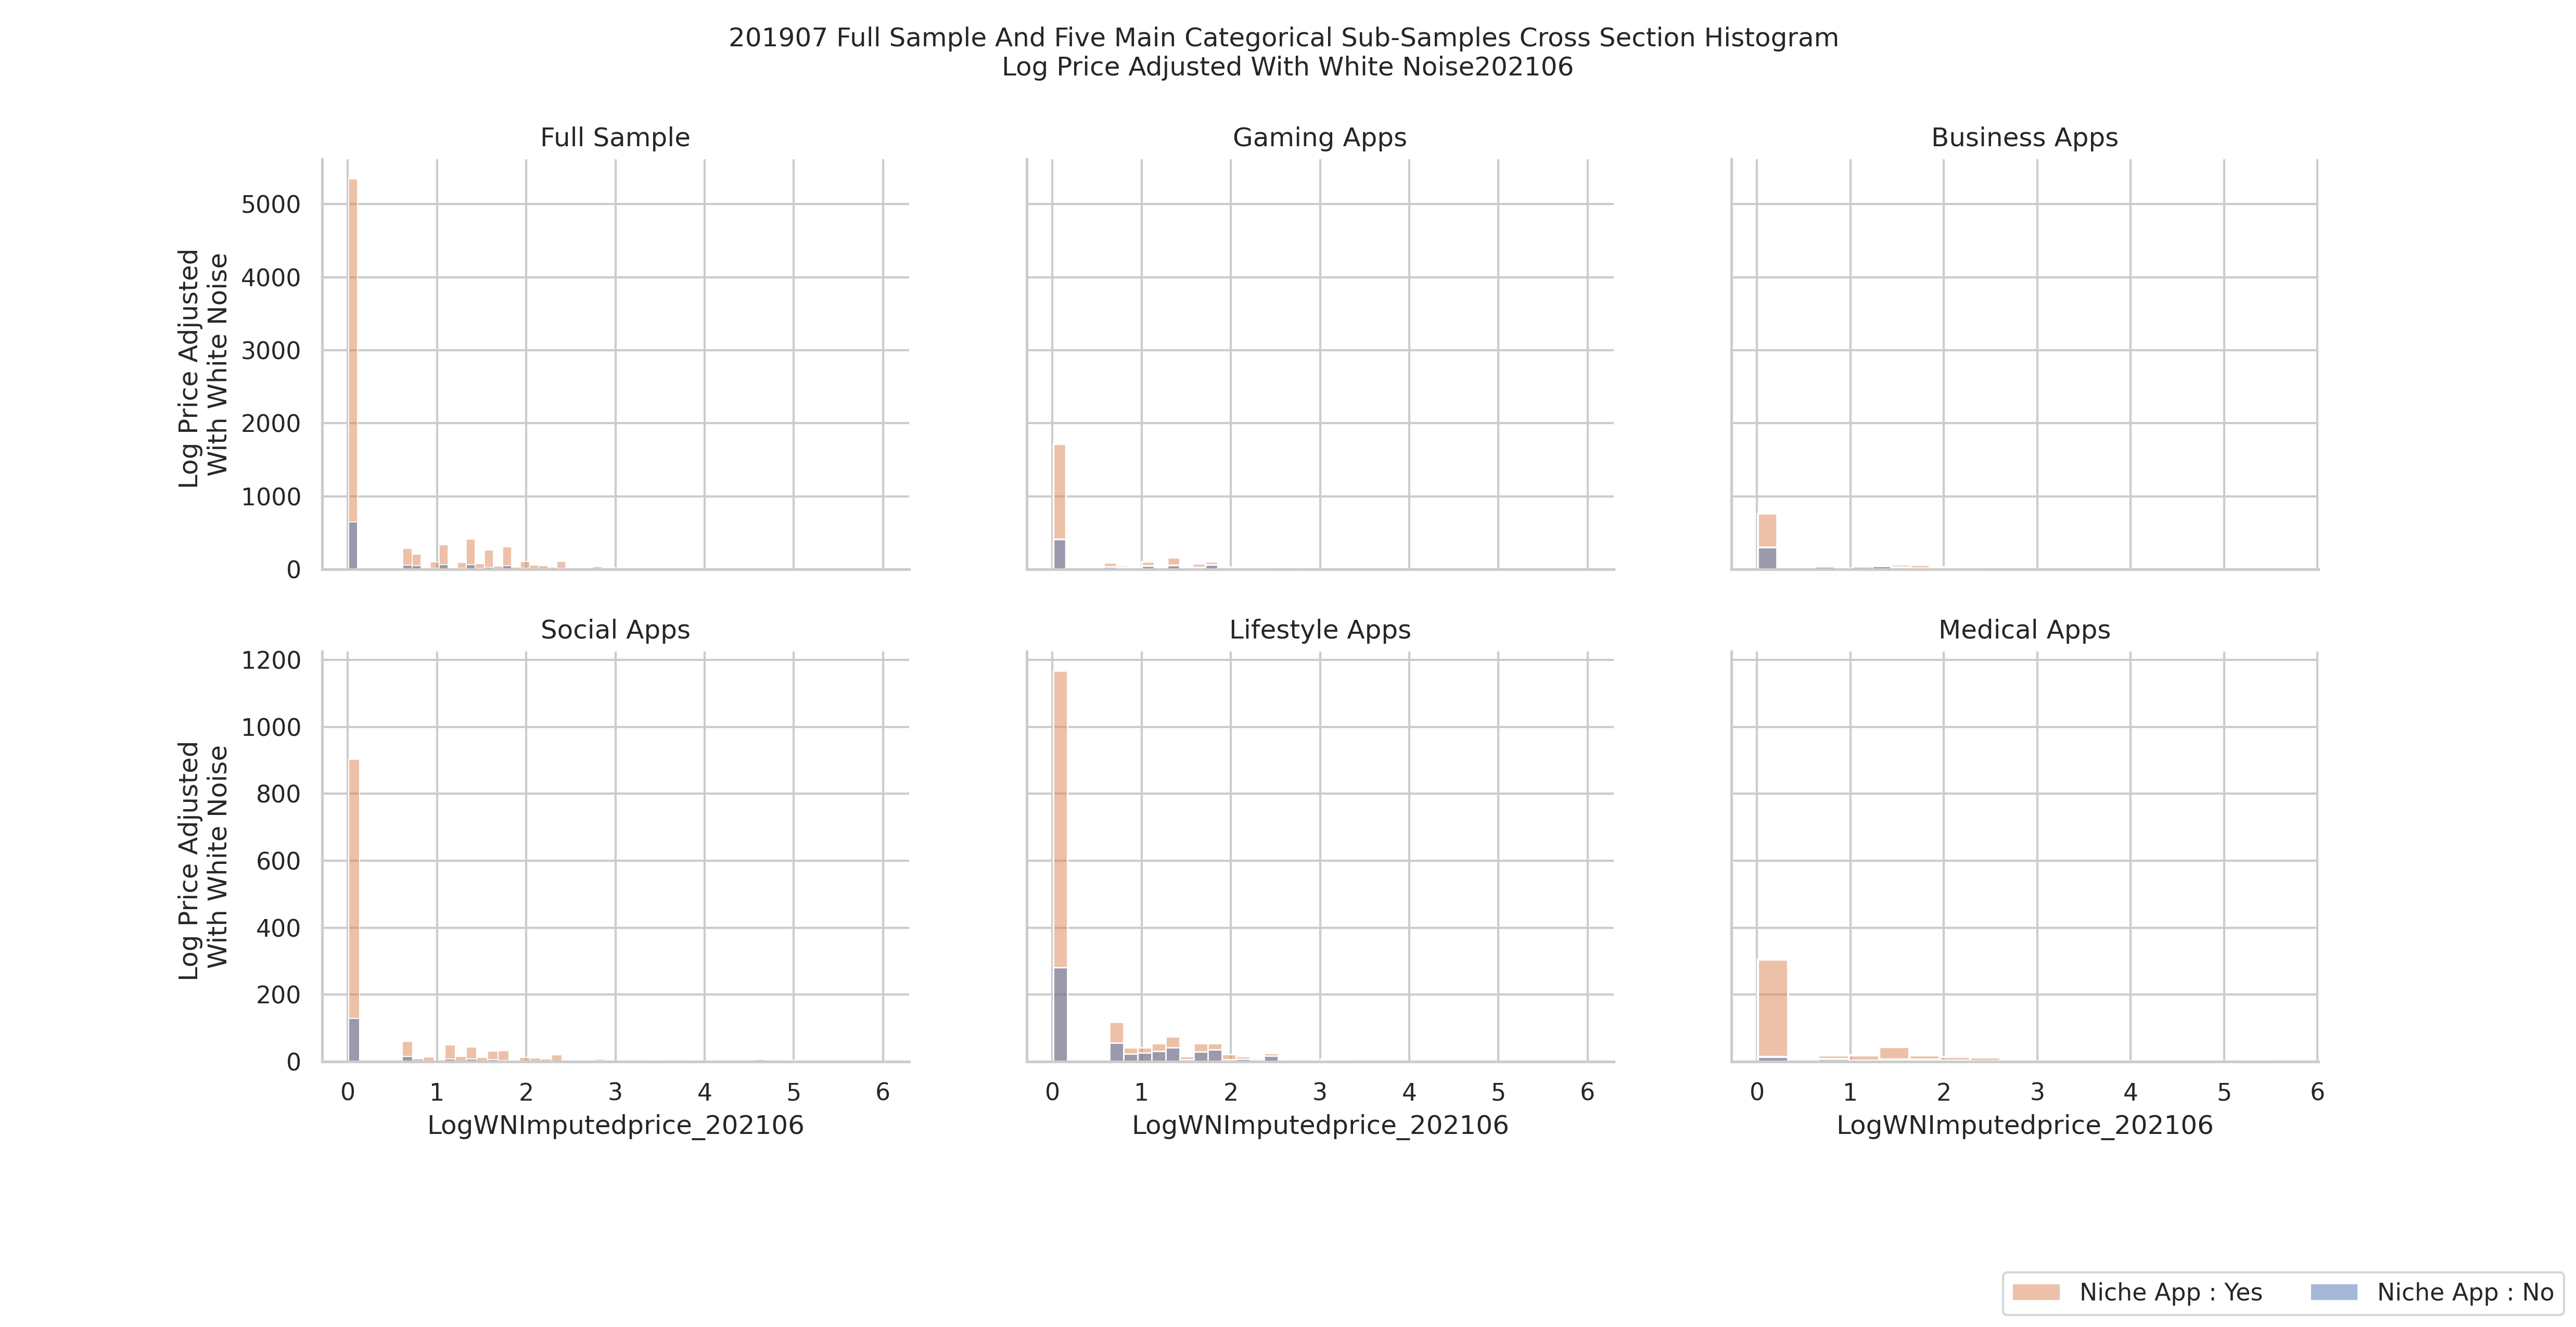 201907 Full Sample And Five Main Categorical Sub-Samples Cross Section Histogram
Log Price Adjusted With White Noise202106
Full Sample
Gaming Apps
Business Apps
Log Price Adjusted
With White Noise
5000
4000
3000
2000
1000
0
Social Apps
Lifestyle Apps
Medical Apps
Log Price Adjusted
With White Noise
1200
1000
800
600
400
200
0
0 1 2 3 4 5 6
0 1 2 3 4 5 6
0 1 2 3 4 5 6
LogWNImputedprice_202106
LogWNImputedprice_202106
LogWNImputedprice_202106
Niche App : Yes
Niche App : No